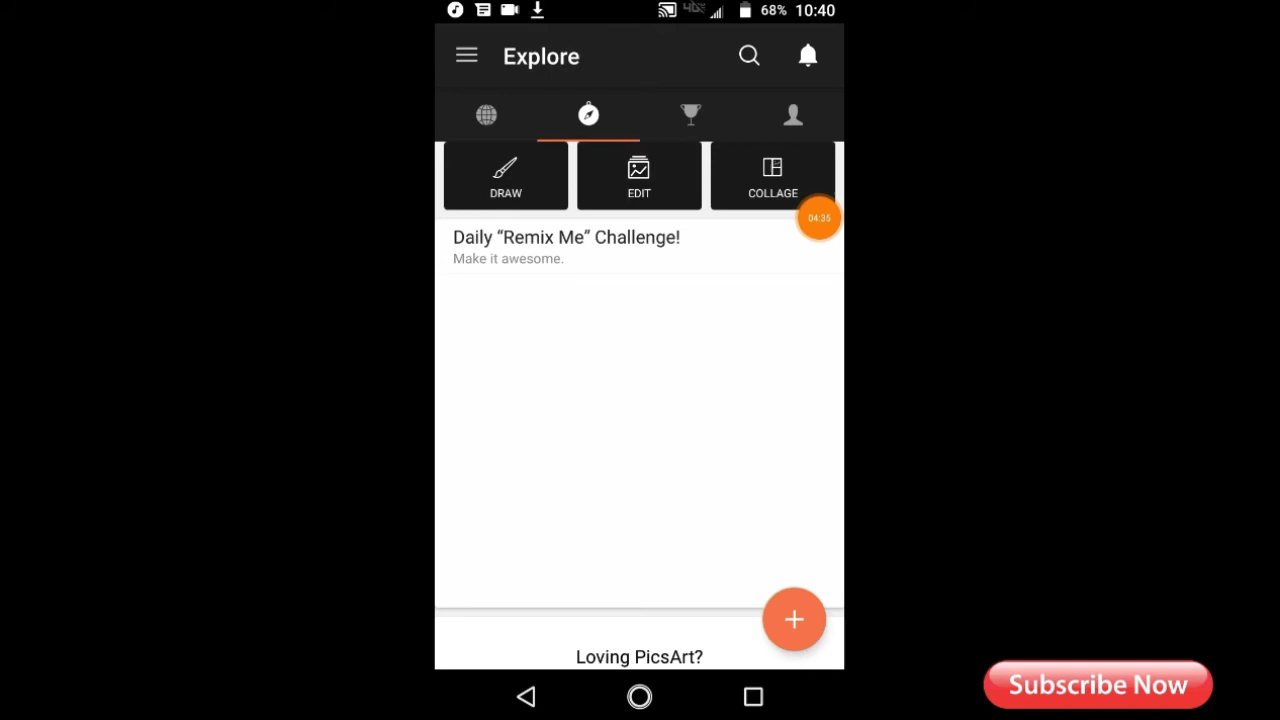 68% 10:40
Explore
DRAW EDIT COLLAGE
04:35
Daily “Remix Me” Challenge!
Make it awesome.
Loving PicsArt?
Subscribe Now